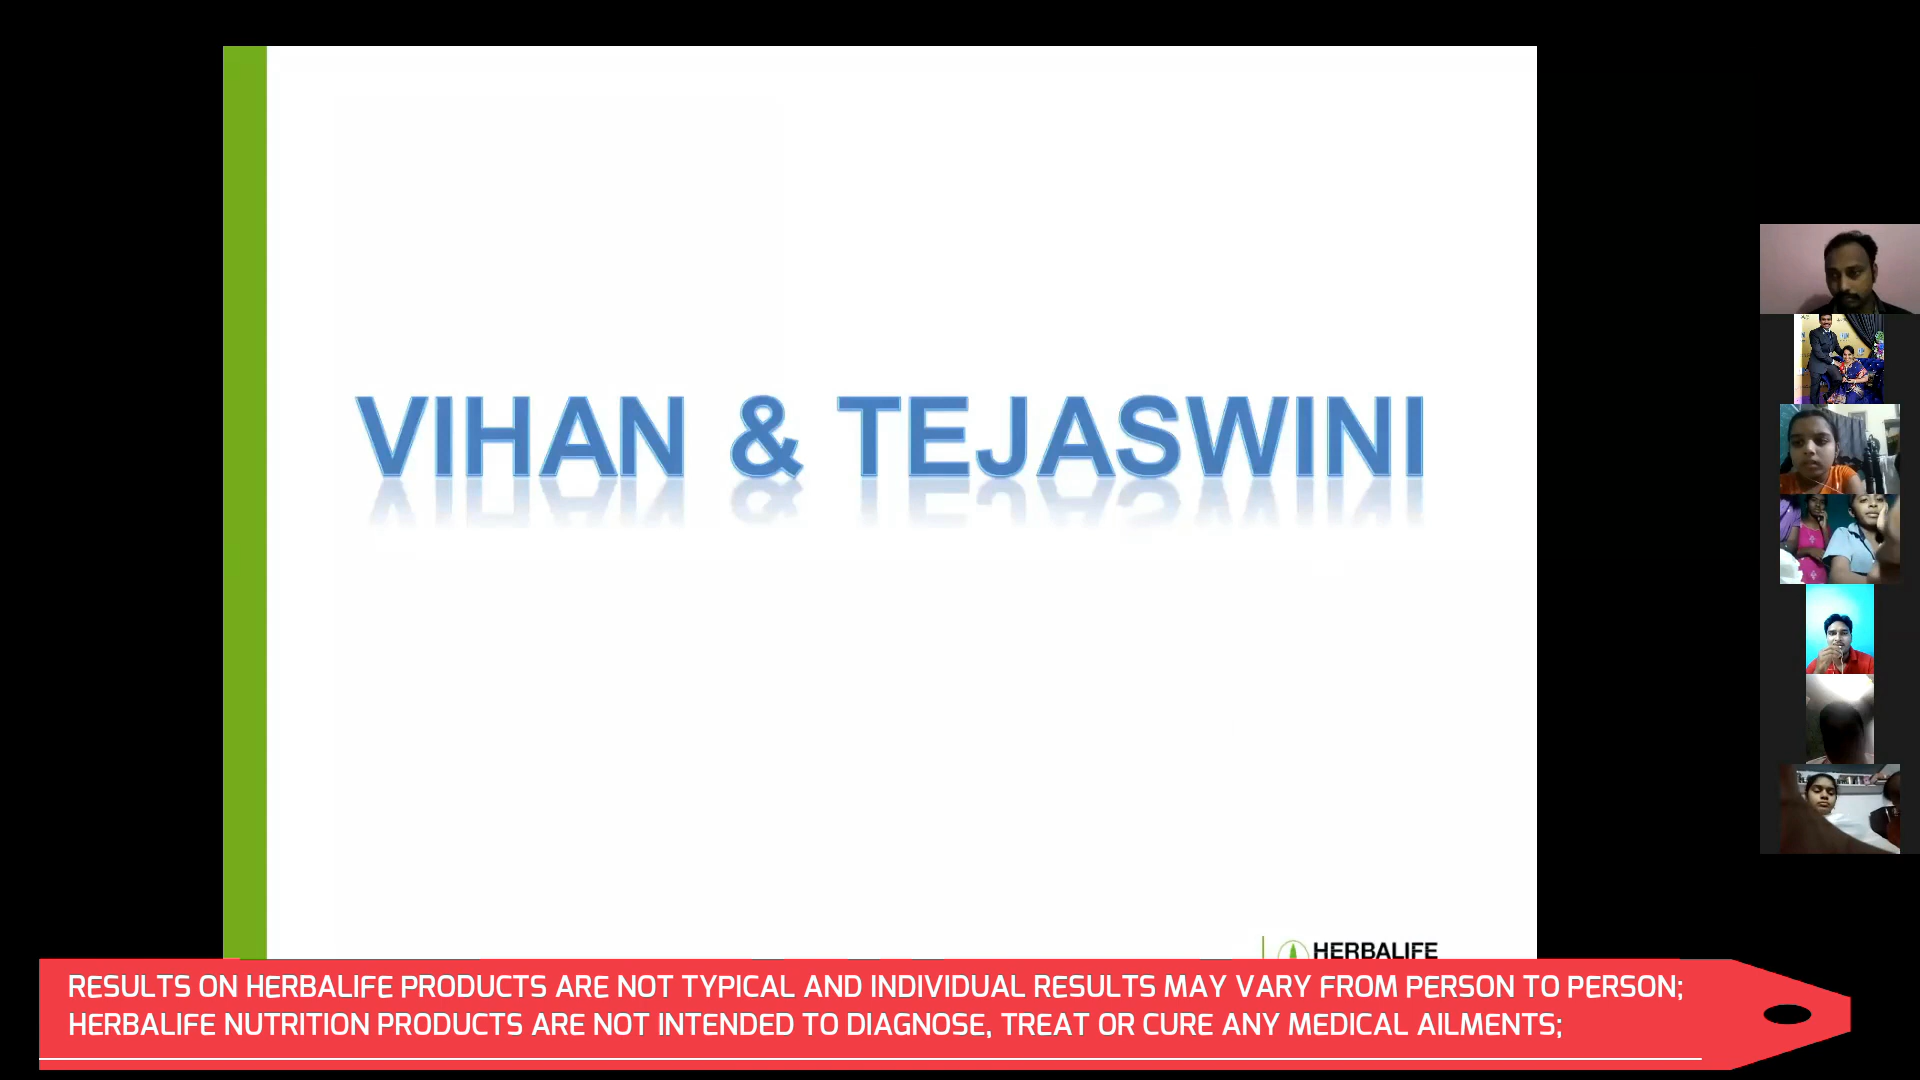 VIHAN & TEJASWINI
HERBALIFE
RESULTS ON HERBALIFE PRODUCTS ARE NOT TYPICAL AND INDIVIDUAL RESULTS MAY VARY FROM PERSON TO PERSON;
HERBALIFE NUTRITION PRODUCTS ARE NOT INTENDED TO DIAGNOSE, TREAT OR CURE ANY MEDICAL AILMENTS;